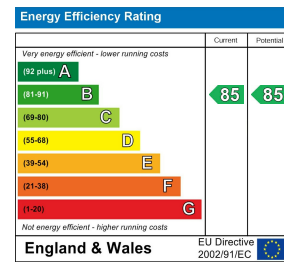 Energy Efficiency Rating
Current Potential
Very energy efficient - lower running costs
(92 plus) A
(81-91) B 85 85
(69-80) C
(55-68) D
(39-54) E
(21-38) F
(1-20) G
Not energy efficient - higher running costs
England & Wales
EU Directive
2002/91/EC